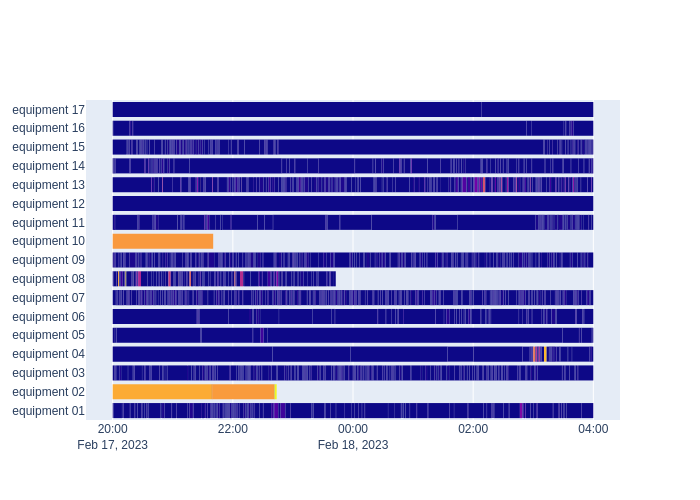 equipment 17
equipment 16
equipment 15
equipment 14
equipment 13
equipment 12
equipment 11
equipment 10
equipment 09
equipment 08
equipment 07
equipment 06
equipment 05
equipment 04
equipment 03
equipment 02
equipment 01
20:00 22:00 00:00 02:00 04:00
Feb 17, 2023 Feb 18, 2023